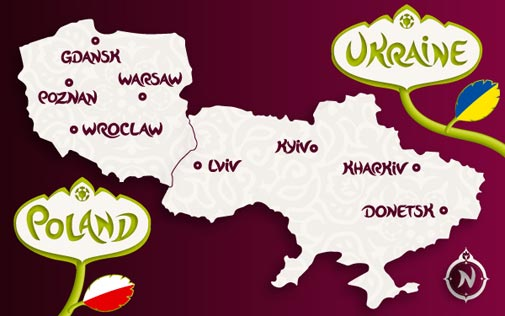 UKRAINE
GDANSK
WARSAW
POZNAN
WROCLAW
KYIV
LVIV
KHARKIV
DONETSK
POLAND
N